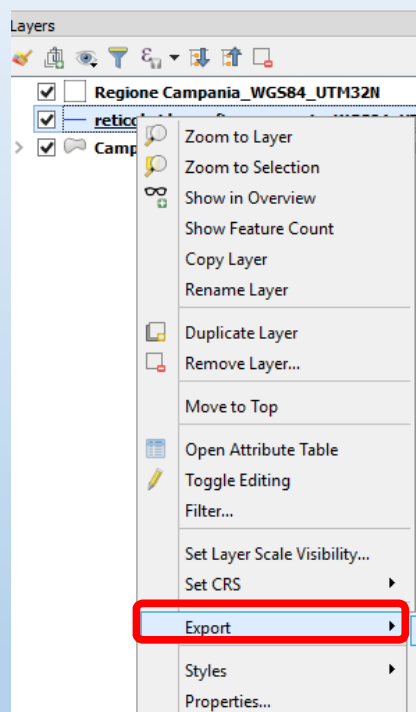 Layers
Regione Campania_WGS84_UTM32N
Zoom to Layer
Zoom to Selection
Show in Overview
Show Feature Count
Copy Layer
Rename Layer
Duplicate Layer
Remove Layer...
Move to Top
Open Attribute Table
Toggle Editing
Filter...
Set Layer Scale Visibility...
Set CRS
Export
Styles
Properties...